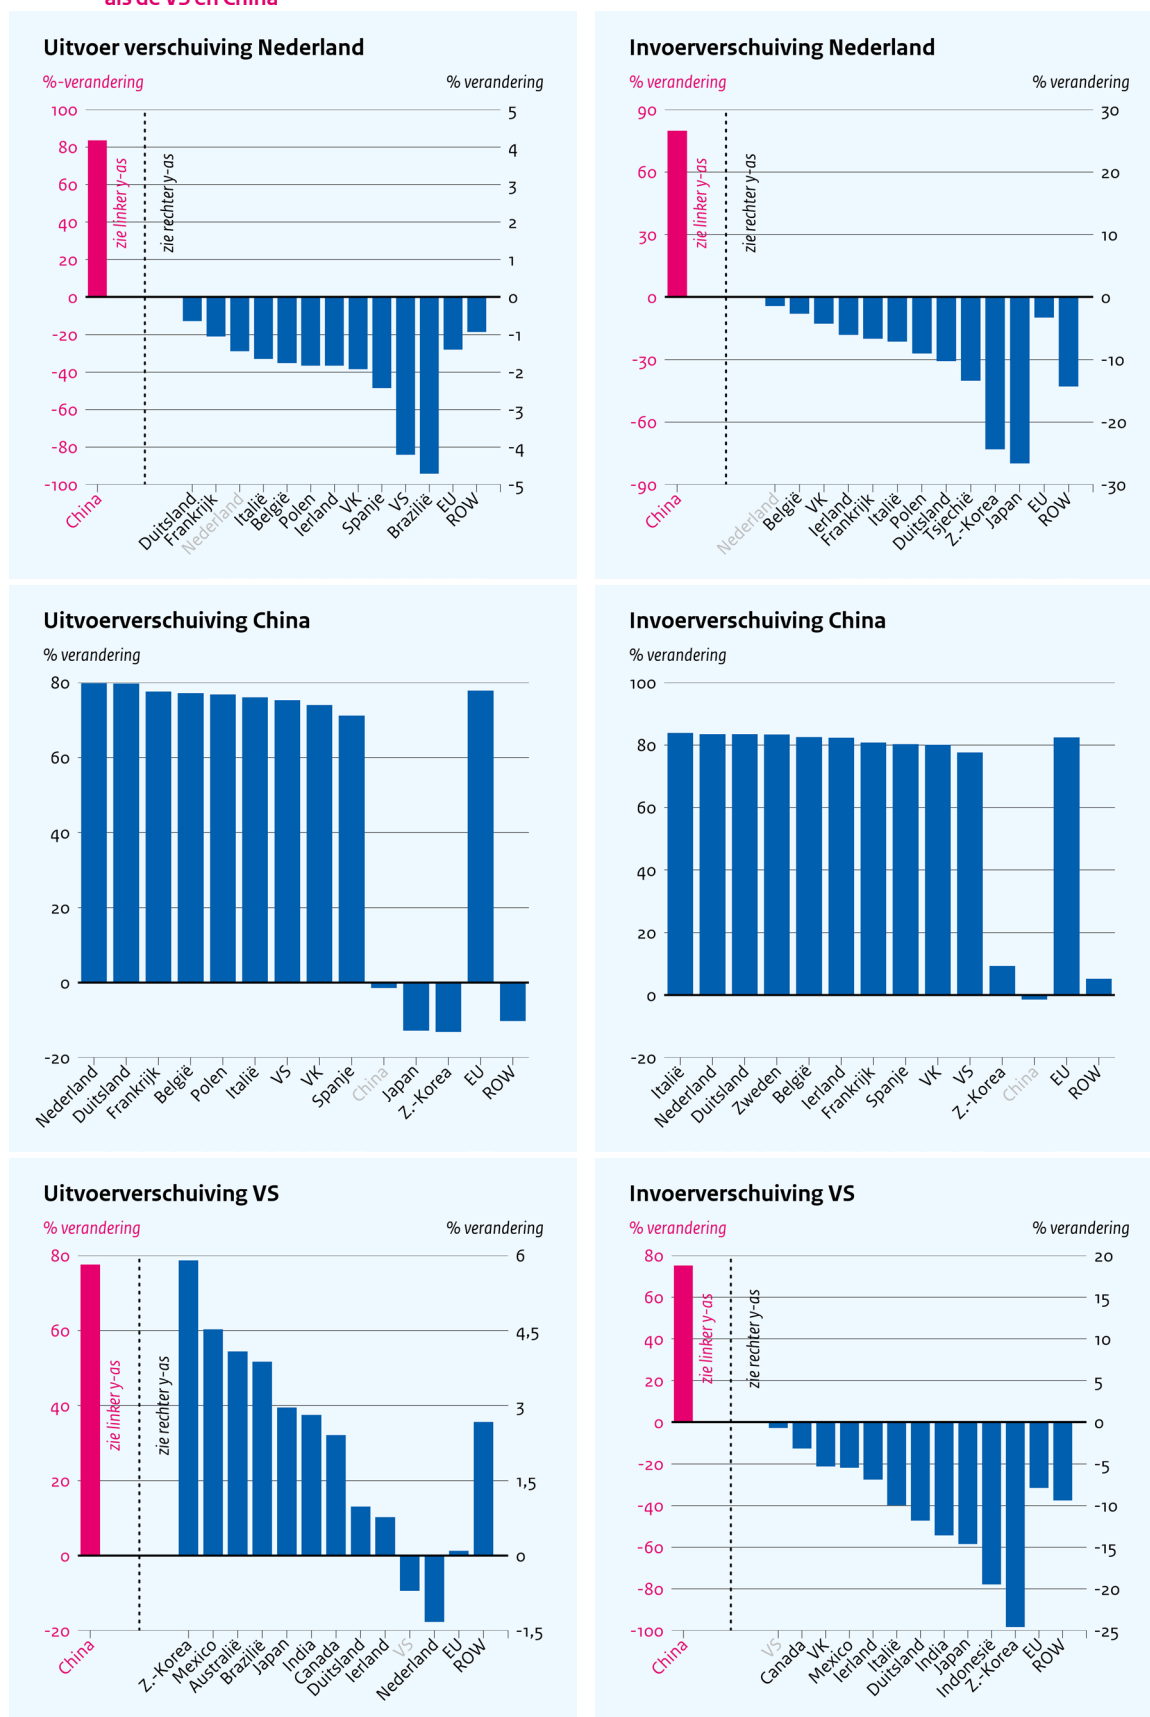 als de VS en China
Uitvoer verschuiving Nederland
%-verandering
% verandering
100
80
60
40
20
0
-20
-40
-60
-80
-100
5
4
3
2
1
0
-1
-2
-3
-4
-5
zie linker y-as
zie rechter y-as
China
Duitsland
Frankrijk
Nederland
Italië
België
Polen
Ierland
VK
Spanje
VS
Brazilië
EU
ROW
Invoerverschuiving Nederland
% verandering
% verandering
90
60
30
0
-30
-60
-90
30
20
10
0
-10
-20
-30
zie linker y-as
zie rechter y-as
China
Nederland
België
VK
Ierland
Frankrijk
Italië
Polen
Duitsland
Tsjechië
Z.-Korea
Japan
EU
ROW
Uitvoerverschuiving China
% verandering
80
60
40
20
0
-20
Nederland
Duitsland
Frankrijk
België
Polen
Italië
VS
VK
Spanje
China
Japan
Z.-Korea
EU
ROW
Invoerverschuiving China
% verandering
100
80
60
40
20
0
-20
Italië
Nederland
Duitsland
Zweden
België
Ierland
Frankrijk
Spanje
VK
VS
Z.-Korea
China
EU
ROW
Uitvoerverschuiving VS
% verandering
% verandering
80
60
40
20
0
-20
6
4,5
3
1,5
0
-1,5
zie linker y-as
zie rechter y-as
China
Z.-Korea
Mexico
Australië
Brazilië
Japan
India
Canada
Duitsland
Ierland
VS
Nederland
EU
ROW
Invoerverschuiving VS
% verandering
% verandering
80
60
40
20
0
-20
-40
-60
-80
-100
20
15
10
5
0
-5
-10
-15
-20
-25
zie linker y-as
zie rechter y-as
China
VS
Canada
VK
Mexico
Ierland
Italië
Duitsland
India
Japan
Indonesië
Z.-Korea
EU
ROW